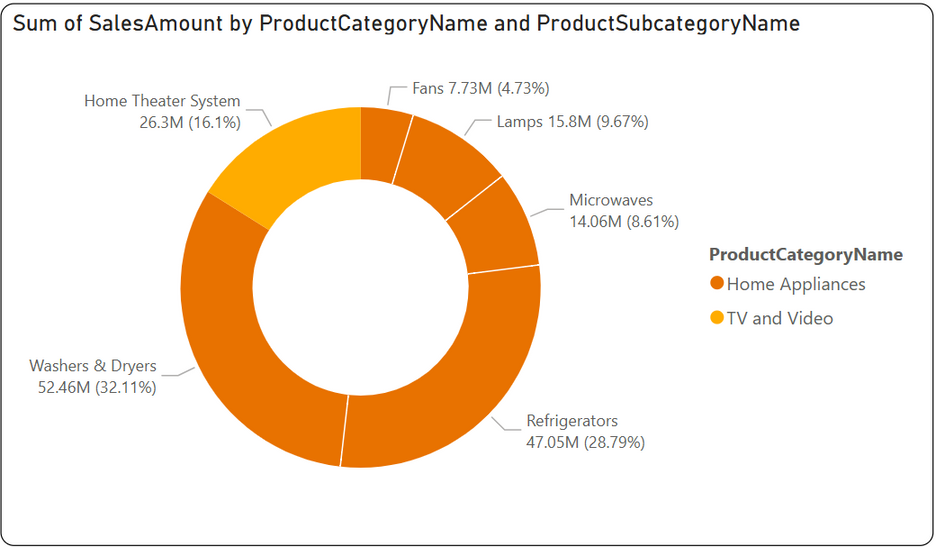 Sum of SalesAmount by ProductCategoryName and ProductSubcategoryName
Fans 7.73M (4.73%)
Lamps 15.8M (9.67%)
Microwaves
14.06M (8.61%)
Refrigerators
47.05M (28.79%)
Washers & Dryers
52.46M (32.11%)
Home Theater System
26.3M (16.1%)
ProductCategoryName
Home Appliances
TV and Video